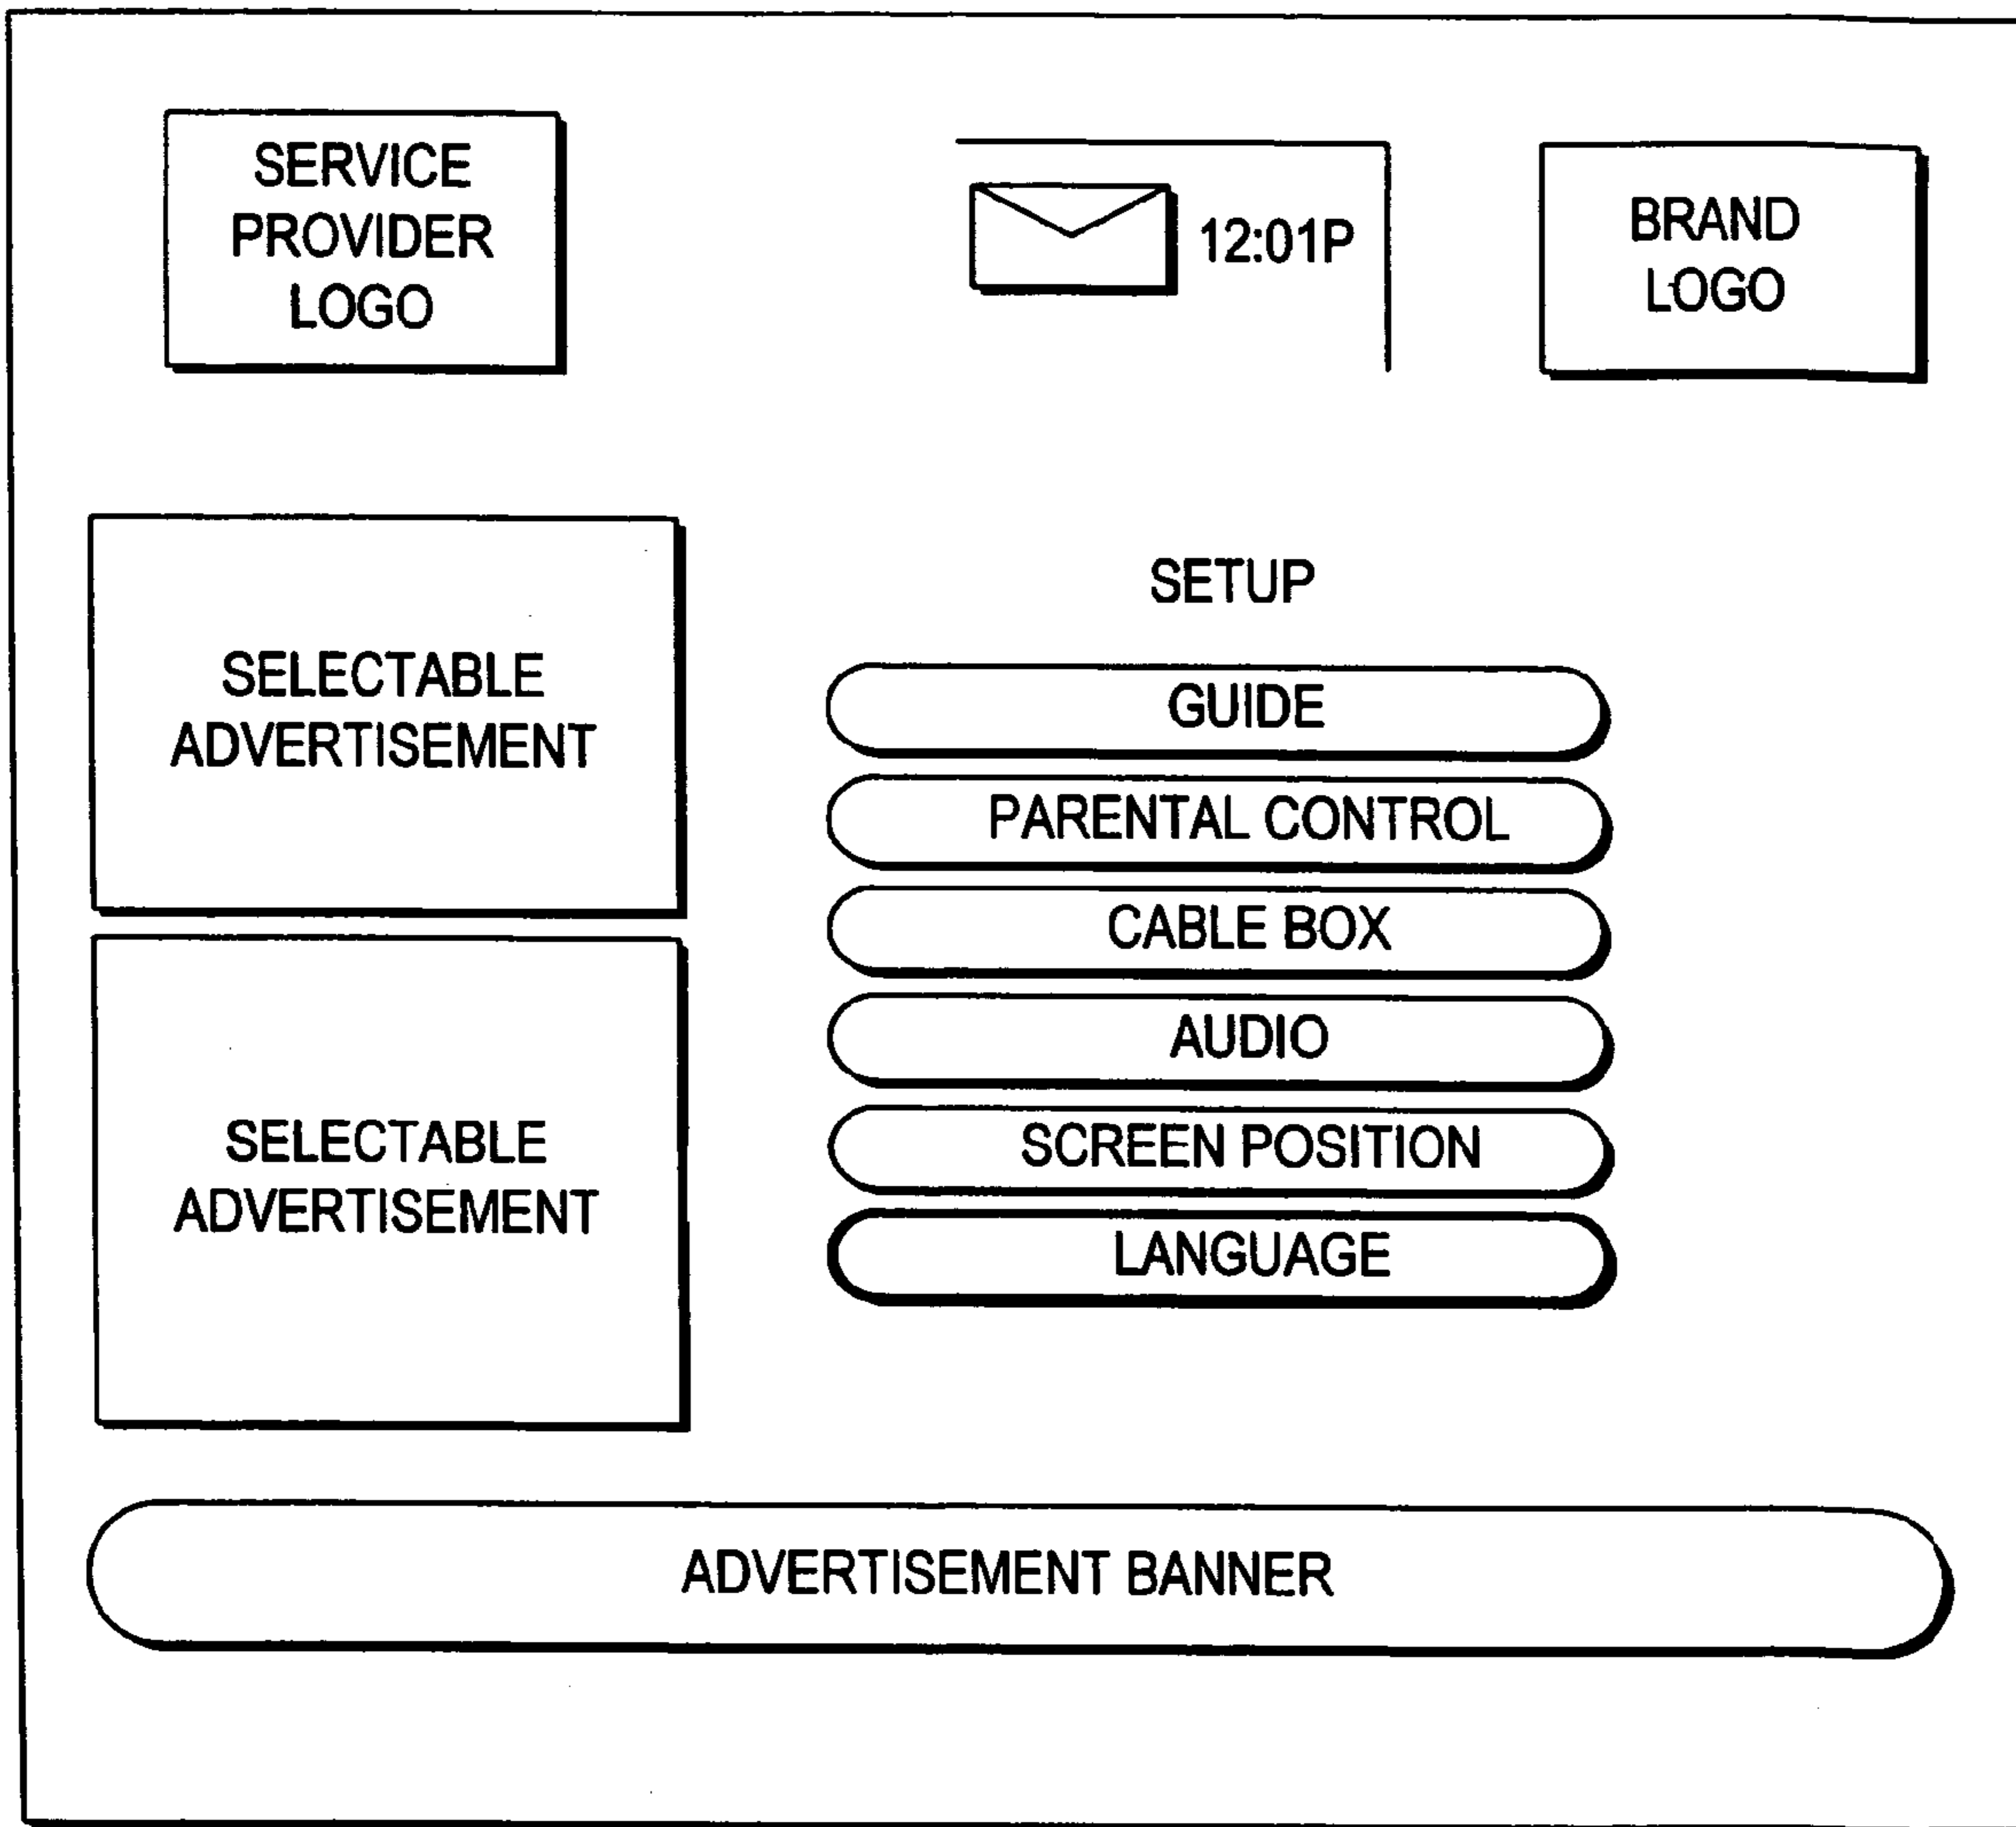 SERVICE
PROVIDER
LOGO
12:01P
BRAND
LOGO
SELECTABLE
ADVERTISEMENT
SELECTABLE
ADVERTISEMENT
SETUP
GUIDE
PARENTAL CONTROL
CABLE BOX
AUDIO
SCREEN POSITION
LANGUAGE
ADVERTISEMENT BANNER